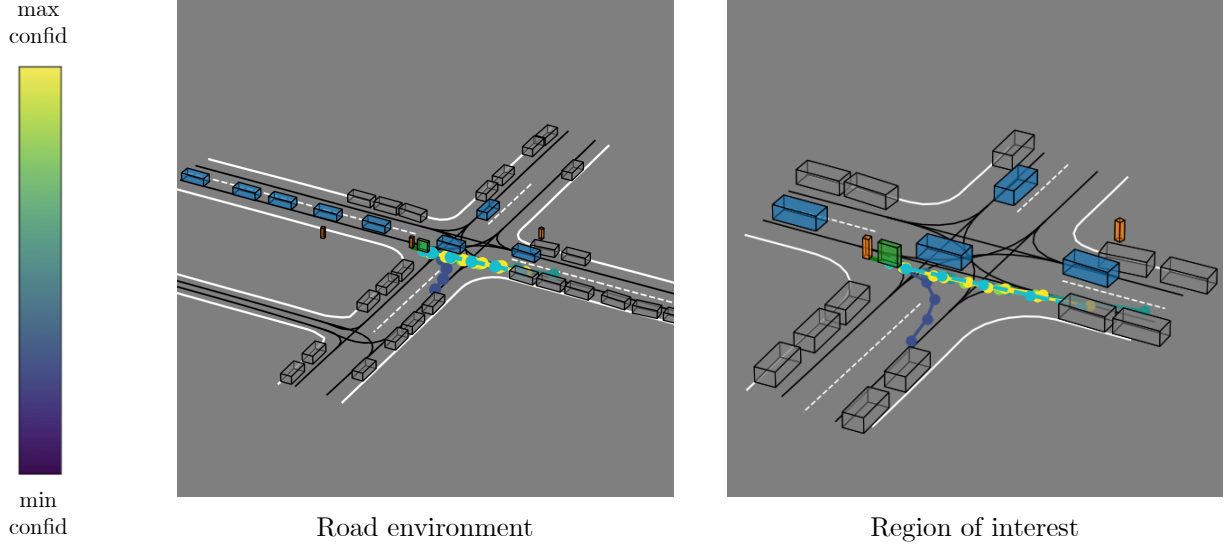 max
confid
min
confid
Road environment
Region of interest